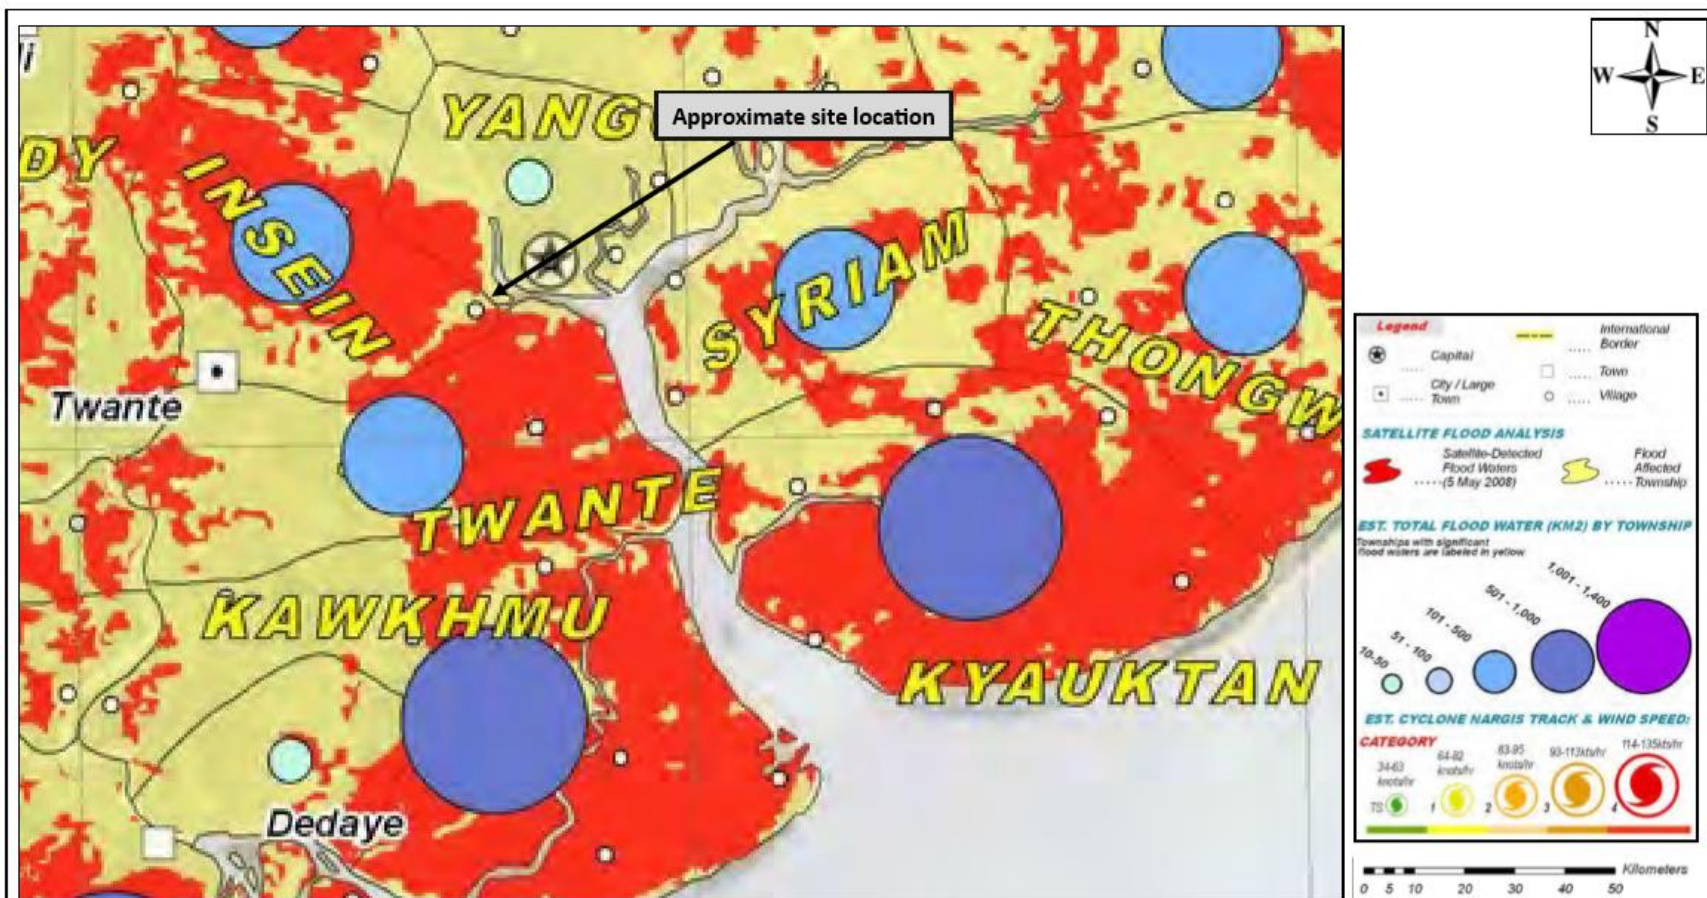 N
W E
S
li
YANG
Approximate site location
DY
INSEIN
SYRIAM
THONGW
Twante
TWANTE
KAWKHMU
KYAUKTAN
Dedaye
Legend
Capital
International
Border
City / Large
Town
Town
Village
SATELLITE FLOOD ANALYSIS
Satellite-Detected
Flood Waters
(5 May 2008)
Flood
Affected
Township
EST. TOTAL FLOOD WATER (KM2) BY TOWNSHIP
Townships with significant
flood waters are labeled in yellow
10-50
51 - 100
101 - 500
501 - 1,000
1,001 - 1,400
EST. CYCLONE NARGIS TRACK & WIND SPEED:
CATEGORY
34-63
knots/hr
64-82
knots/hr
83-95
knots/hr
93-113kts/hr
114-135kts/hr
TS 1 2 3 4
Kilometers
0 5 10 20 30 40 50